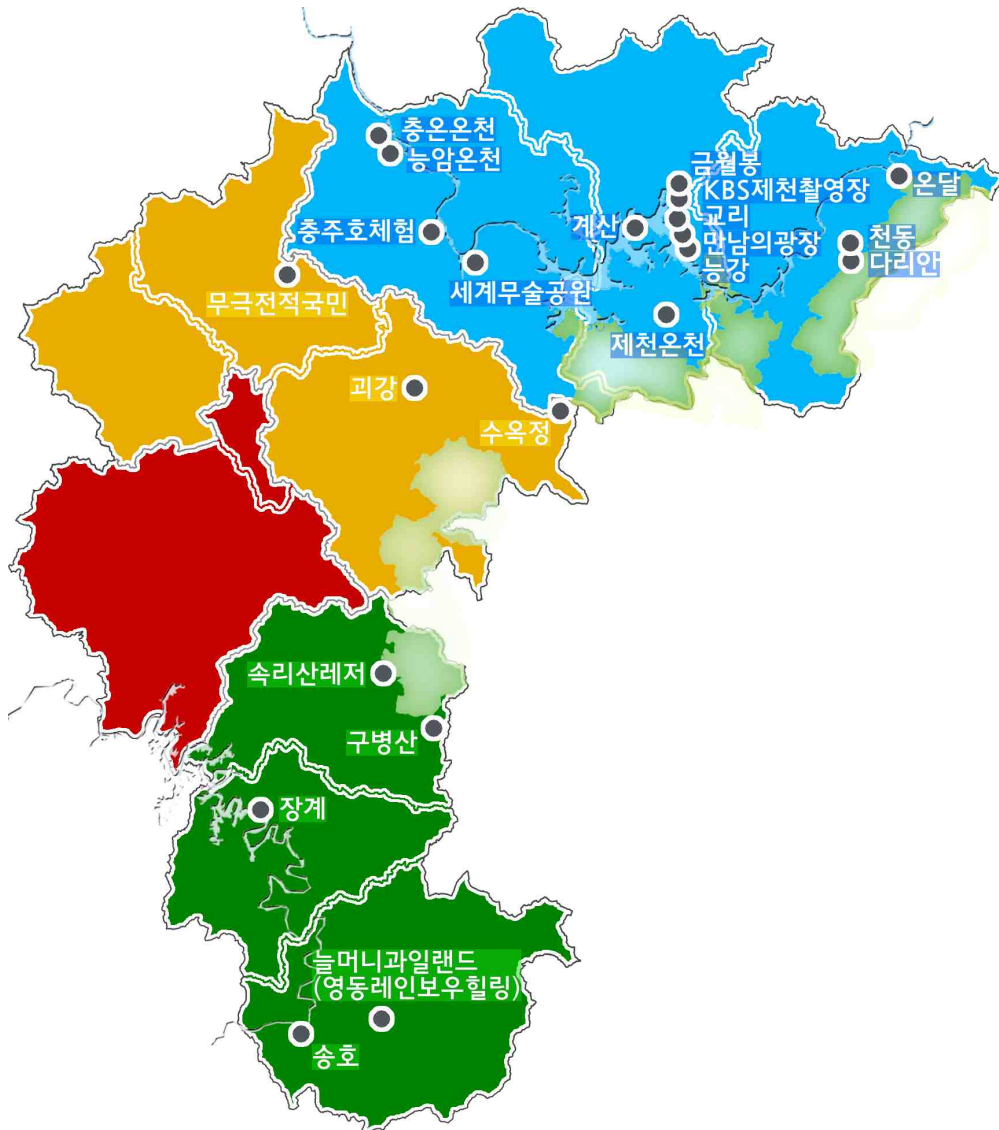 충온온천
능암온천
금월봉
KBS제천촬영장
교리
만남의광장
능강
온달
계산
천동
다리안
충주호체험
세계무술공원
무극전적국민
제천온천
괴강
수옥정
속리산레저
구병산
장계
늘머니과일랜드
(영동레인보우힐링)
송호